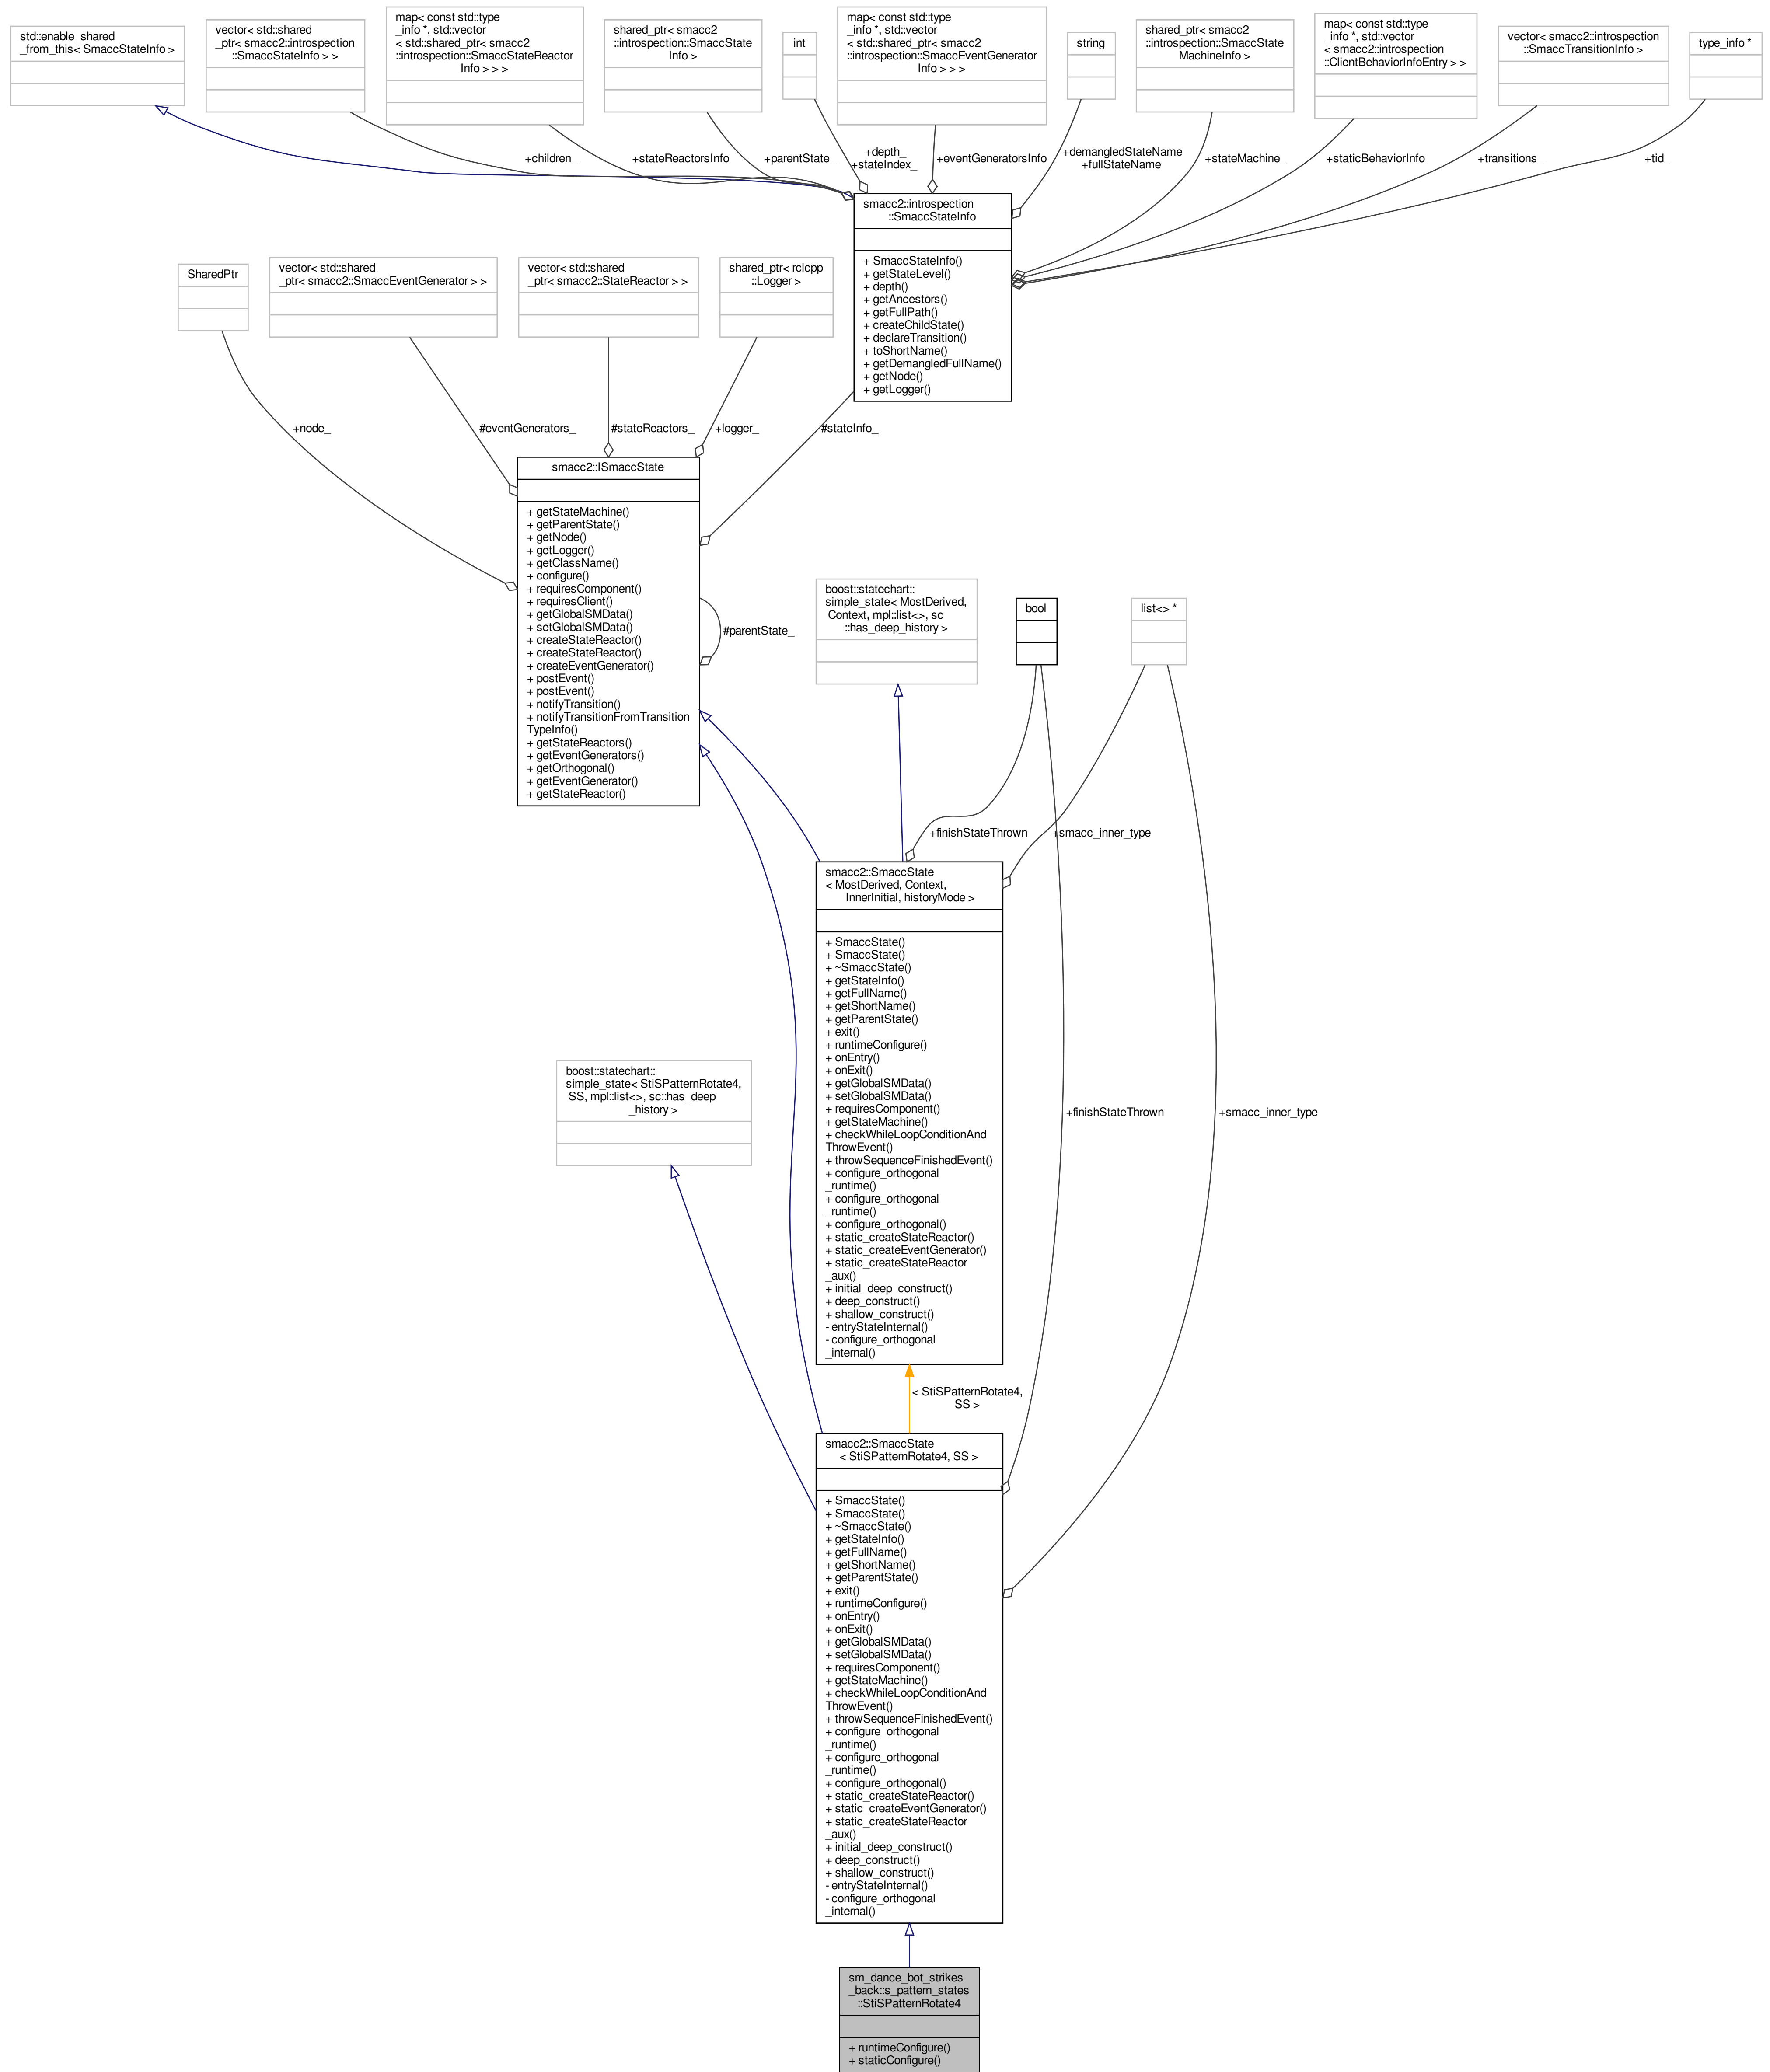 std::enable_shared
_from_this< SmaccStateInfo >
vector< std::shared
_ptr< smacc2::introspection
::SmaccStateInfo > >
map< const std::type
_info *, std::vector
< std::shared_ptr< smacc2
::introspection::SmaccStateReactor
Info > > >
shared_ptr< smacc2
::introspection::SmaccState
Info >
int
map< const std::type
_info *, std::vector
< std::shared_ptr< smacc2
::introspection::SmaccEventGenerator
Info > > >
string
shared_ptr< smacc2
::introspection::SmaccState
MachineInfo >
map< const std::type
_info *, std::vector
< smacc2::introspection
::ClientBehaviorInfoEntry > >
vector< smacc2::introspection
::SmaccTransitionInfo >
type_info *
+children_
+stateReactorsInfo
+parentState_
+depth_
+stateIndex_
+eventGeneratorsInfo
+demangledStateName
+fullStateName
+stateMachine_
+staticBehaviorInfo
+transitions_
+tid_
smacc2::introspection
::SmaccStateInfo
+ SmaccStateInfo()
+ getStateLevel()
+ depth()
+ getAncestors()
+ getFullPath()
+ createChildState()
+ declareTransition()
+ toShortName()
+ getDemangledFullName()
+ getNode()
+ getLogger()
SharedPtr
vector< std::shared
_ptr< smacc2::SmaccEventGenerator > >
vector< std::shared
_ptr< smacc2::StateReactor > >
shared_ptr< rclcpp
::Logger >
+node_
#eventGenerators_
#stateReactors_
+logger_
#stateInfo_
smacc2::ISmaccState
+ getStateMachine()
+ getParentState()
+ getNode()
+ getLogger()
+ getClassName()
+ configure()
+ requiresComponent()
+ requiresClient()
+ getGlobalSMData()
+ setGlobalSMData()
+ createStateReactor()
+ createStateReactor()
+ createEventGenerator()
+ postEvent()
+ postEvent()
+ notifyTransition()
+ notifyTransitionFromTransition
TypeInfo()
+ getStateReactors()
+ getEventGenerators()
+ getOrthogonal()
+ getEventGenerator()
+ getStateReactor()
#parentState_
boost::statechart::
simple_state< MostDerived,
Context, mpl::list<>, sc
::has_deep_history >
bool
list<> *
+finishStateThrown
+smacc_inner_type
smacc2::SmaccState
< MostDerived, Context,
InnerInitial, historyMode >
+ SmaccState()
+ SmaccState()
+ ~SmaccState()
+ getStateInfo()
+ getFullName()
+ getShortName()
+ getParentState()
+ exit()
+ runtimeConfigure()
+ onEntry()
+ onExit()
+ getGlobalSMData()
+ setGlobalSMData()
+ requiresComponent()
+ getStateMachine()
+ checkWhileLoopConditionAnd
ThrowEvent()
+ throwSequenceFinishedEvent()
+ configure_orthogonal
_runtime()
+ configure_orthogonal
_runtime()
+ configure_orthogonal()
+ static_createStateReactor()
+ static_createEventGenerator()
+ static_createStateReactor
_aux()
+ initial_deep_construct()
+ deep_construct()
+ shallow_construct()
- entryStateInternal()
- configure_orthogonal
_internal()
boost::statechart::
simple_state< StiSPatternRotate4,
SS, mpl::list<>, sc::has_deep
_history >
+finishStateThrown
+smacc_inner_type
< StiSPatternRotate4,
SS >
smacc2::SmaccState
< StiSPatternRotate4, SS >
+ SmaccState()
+ SmaccState()
+ ~SmaccState()
+ getStateInfo()
+ getFullName()
+ getShortName()
+ getParentState()
+ exit()
+ runtimeConfigure()
+ onEntry()
+ onExit()
+ getGlobalSMData()
+ setGlobalSMData()
+ requiresComponent()
+ getStateMachine()
+ checkWhileLoopConditionAnd
ThrowEvent()
+ throwSequenceFinishedEvent()
+ configure_orthogonal
_runtime()
+ configure_orthogonal
_runtime()
+ configure_orthogonal()
+ static_createStateReactor()
+ static_createEventGenerator()
+ static_createStateReactor
_aux()
+ initial_deep_construct()
+ deep_construct()
+ shallow_construct()
- entryStateInternal()
- configure_orthogonal
_internal()
sm_dance_bot_strikes
_back::s_pattern_states
::StiSPatternRotate4
+ runtimeConfigure()
+ staticConfigure()